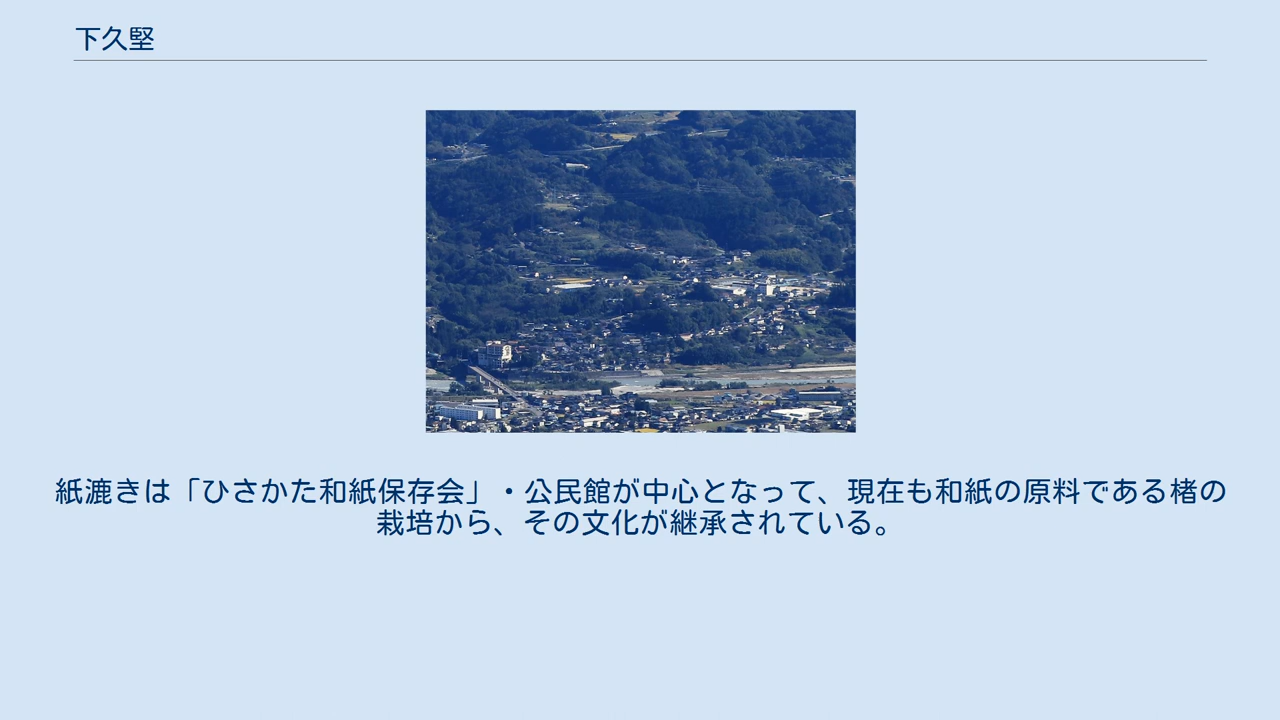 下久堅
紙漉きは「ひさかた和紙保存会」・公民館が中心となって、現在も和紙の原料である楮の
栽培から、その文化が継承されている。